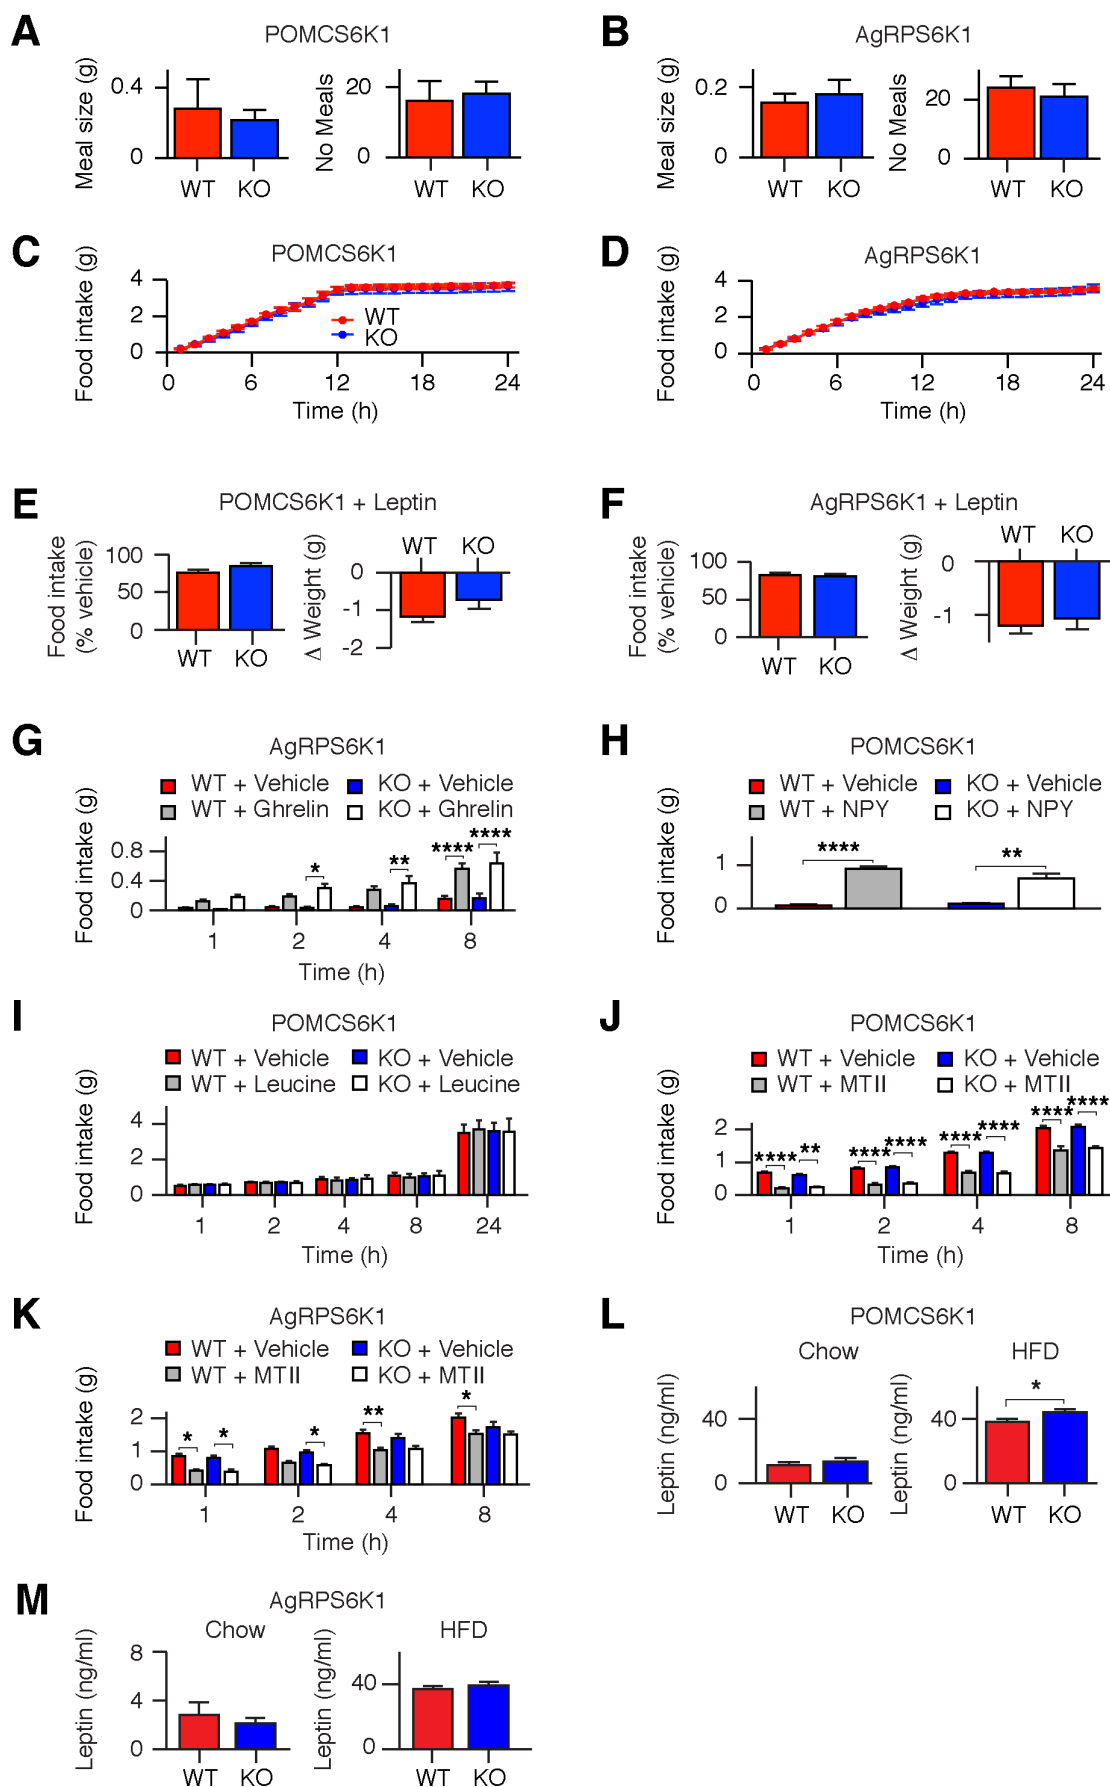 A
POMCS6K1
Meal size (g)
0.4
0
WT KO
No Meals
20
0
WT KO
B
AgRPS6K1
Meal size (g)
0.2
0
WT KO
No Meals
20
0
WT KO
C
POMCS6K1
Food intake (g)
4
2
0
WT
KO
0 6 12 18 24
Time (h)
D
AgRPS6K1
Food intake (g)
4
2
0
0 6 12 18 24
Time (h)
E
POMCS6K1 + Leptin
Food intake
(% vehicle)
100
50
0
WT KO
Δ Weight (g)
WT KO
0
-1
-2
F
AgRPS6K1 + Leptin
Food intake
(% vehicle)
100
50
0
WT KO
Δ Weight (g)
WT KO
0
-1
G
AgRPS6K1
WT + Vehicle KO + Vehicle
WT + Ghrelin KO + Ghrelin
Food intake (g)
0.8
0.4
0
* ** **** ****
1 2 4 8
Time (h)
H
POMCS6K1
WT + Vehicle KO + Vehicle
WT + NPY KO + NPY
Food intake (g)
1
0
**** **
I
POMCS6K1
WT + Vehicle KO + Vehicle
WT + Leucine KO + Leucine
Food intake (g)
4
2
0
1 2 4 8 24
Time (h)
J
POMCS6K1
WT + Vehicle KO + Vehicle
WT + MTII KO + MTII
Food intake (g)
2
1
0
**** ** **** **** **** **** **** ****
1 2 4 8
Time (h)
K
AgRPS6K1
WT + Vehicle KO + Vehicle
WT + MTII KO + MTII
Food intake (g)
2
1
0
* * * ** *
1 2 4 8
Time (h)
L
POMCS6K1
Chow
Leptin (ng/ml)
40
0
WT KO
HFD
Leptin (ng/ml)
40
0
*
WT KO
M
AgRPS6K1
Chow
Leptin (ng/ml)
8
4
0
WT KO
HFD
Leptin (ng/ml)
40
0
WT KO